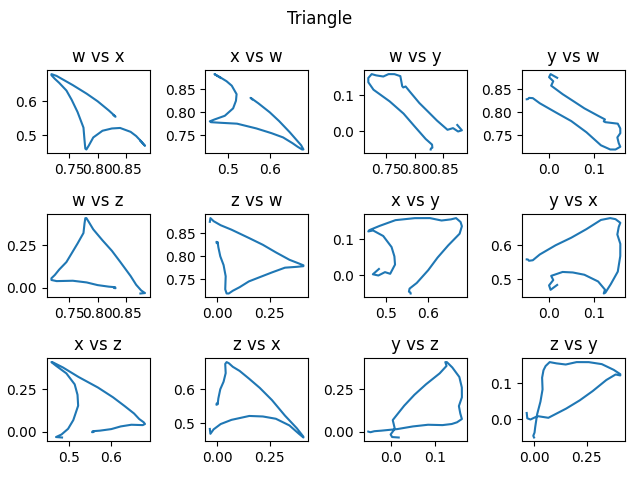 Triangle
w vs x
x vs w
w vs y
y vs w
0.6
0.5
0.75 0.80 0.85
0.85
0.80
0.75
0.5 0.6
0.1
0.0
0.75 0.80 0.85
0.85
0.80
0.75
0.0 0.1
w vs z
z vs w
x vs y
y vs x
0.25
0.00
0.75 0.80 0.85
0.85
0.80
0.75
0.00 0.25
0.1
0.0
0.5 0.6
0.6
0.5
0.0 0.1
x vs z
z vs x
y vs z
z vs y
0.25
0.00
0.5 0.6
0.6
0.5
0.00 0.25
0.25
0.00
0.0 0.1
0.1
0.0
0.00 0.25